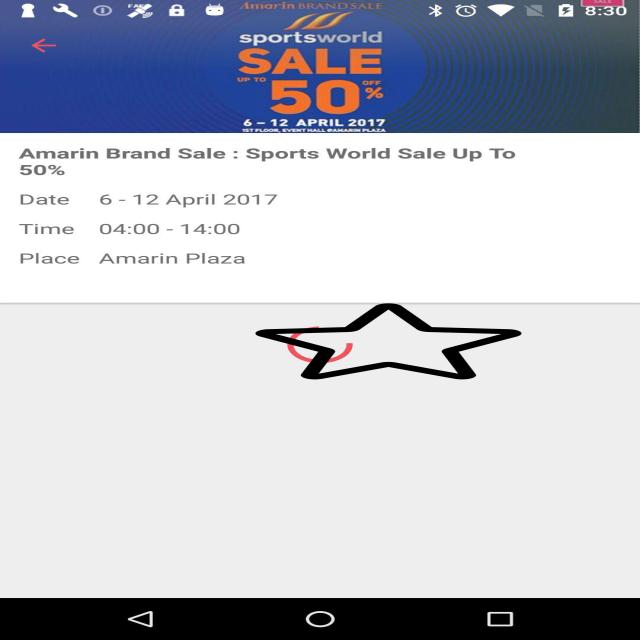 8:30
Amarin BRAND SALE
sportsworld
SALE
UP TO 50% OFF
6 – 12 APRIL 2017
1ST FLOOR, EVENT HALL @AMARIN PLAZA
Amarin Brand Sale : Sports World Sale Up To
50%
Date 6 - 12 April 2017
Time 04:00 - 14:00
Place Amarin Plaza